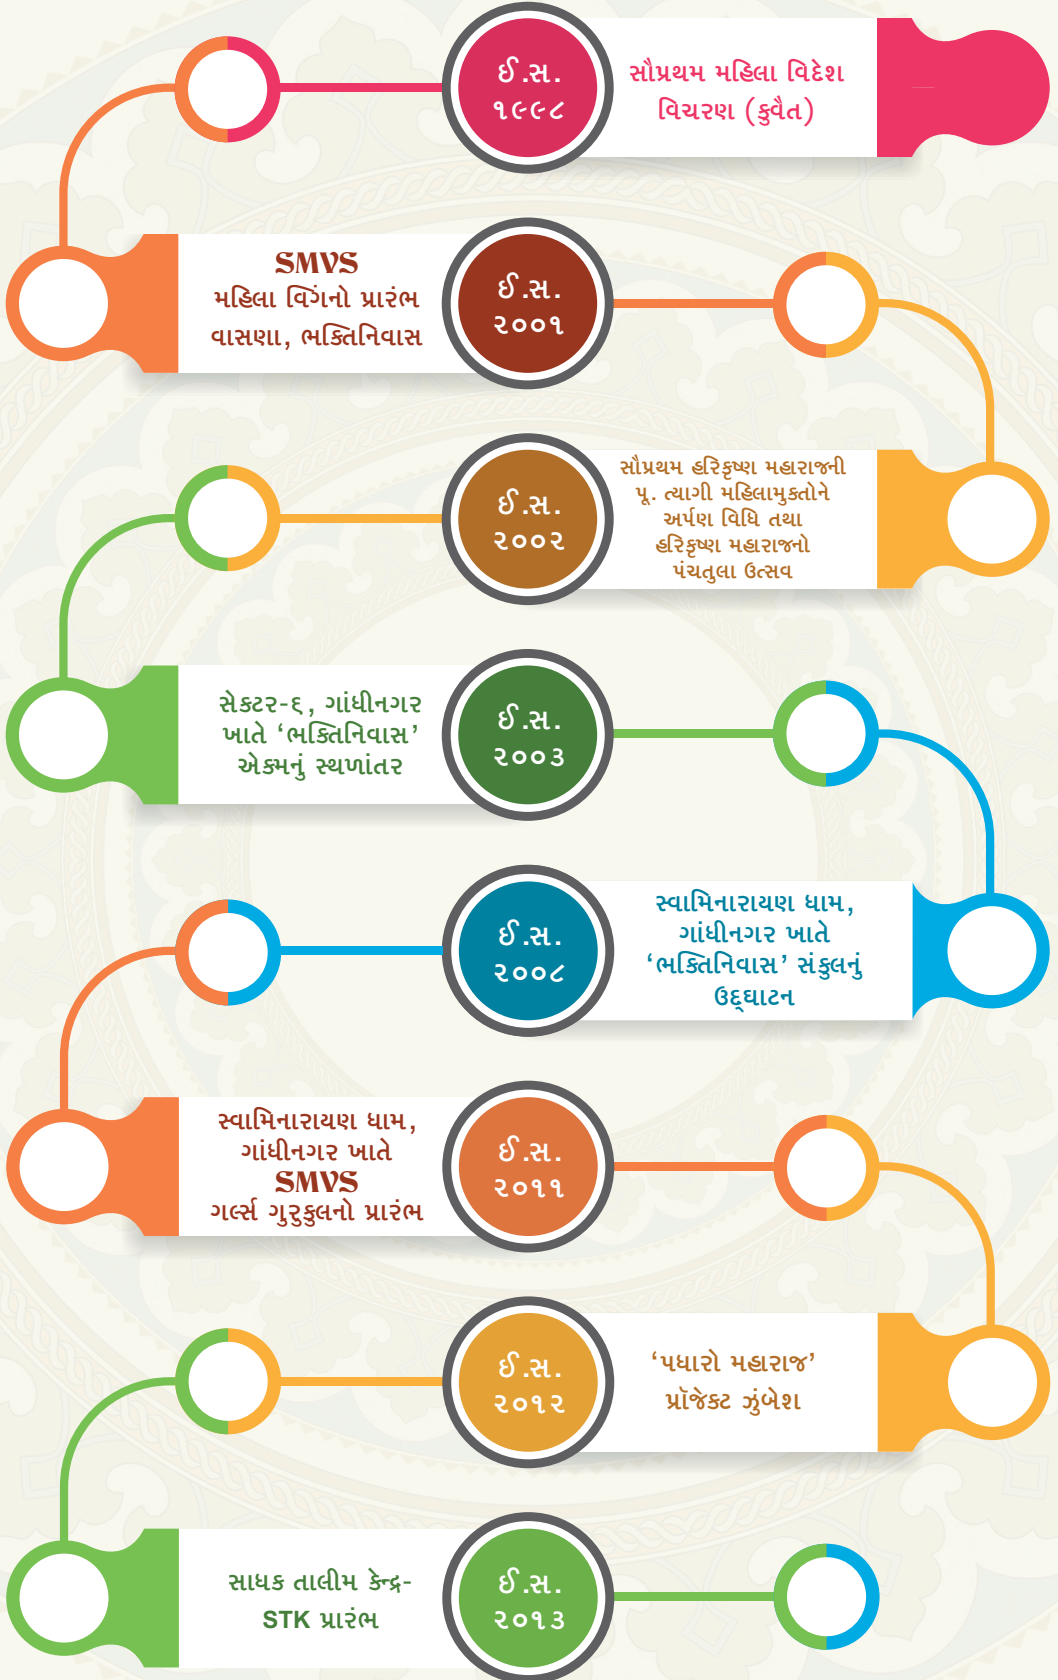 ઈ.સ.
૧૯૯૮
સૌપ્રથમ મહિલા વિદેશ
વિચરણ (કુવૈત)
SMVS
મહિલા વિંગનો પ્રારંભ
વાસણા, ભક્તિનિવાસ
ઈ.સ.
૨૦૦૧
ઈ.સ.
૨૦૦૨
સૌપ્રથમ હરિકૃષ્ણ મહારાજની
પૂ. ત્યાગી મહિલામુક્તોને
અર્પણ વિધિ તથા
હરિકૃષ્ણ મહારાજનો
પંચતુલા ઉત્સવ
સેક્ટર-૬, ગાંધીનગર
ખાતે ‘ભક્તિનિવાસ’
એકમનું સ્થળાંતર
ઈ.સ.
૨૦૦૩
ઈ.સ.
૨૦૦૮
સ્વામિનારાયણ ધામ,
ગાંધીનગર ખાતે
‘ભક્તિનિવાસ’ સંકુલનું
ઉદ્ઘાટન
સ્વામિનારાયણ ધામ,
ગાંધીનગર ખાતે
SMVS
ગર્લ્સ ગુરુકુલનો પ્રારંભ
ઈ.સ.
૨૦૧૧
ઈ.સ.
૨૦૧૨
‘પધારો મહારાજ’
પ્રૉજેક્ટ ઝુંબેશ
સાધક તાલીમ કેન્દ્ર-
STK પ્રારંભ
ઈ.સ.
૨૦૧૩